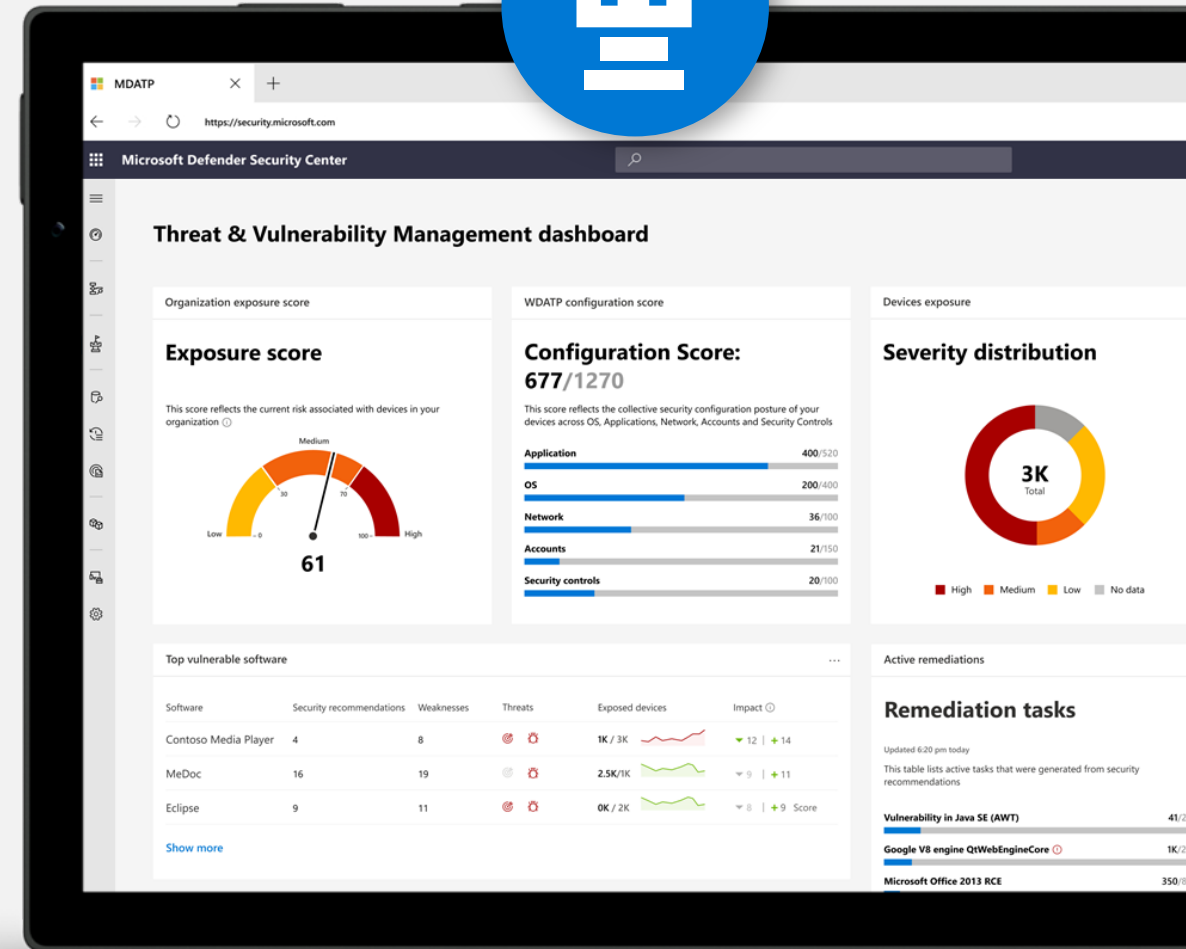 MDATP
https://security.microsoft.com
Microsoft Defender Security Center
Threat & Vulnerability Management dashboard
Organization exposure score
Exposure score
This score reflects the current risk associated with devices in your
organization
Medium
30
70
Low
0
100
High
61
WDATP configuration score
Configuration Score:
677/1270
This score reflects the collective security configuration posture of your
devices across OS, Applications, Network, Accounts and Security Controls
Application 400/520
OS 200/400
Network 36/100
Accounts 21/150
Security controls 20/100
Devices exposure
Severity distribution
3K
Total
High Medium Low No data
Top vulnerable software ...
Software Security recommendations Weaknesses Threats Exposed devices Impact
Contoso Media Player 4 8 1K / 3K 12 | + 14
MeDoc 16 19 2.5K/1K 9 | + 11
Eclipse 9 11 0K / 2K 8 | + 9 Score
Show more
Active remediations
Remediation tasks
Updated 6:20 pm today
This table lists active tasks that were generated from security
recommendations
Vulnerability in Java SE (AWT) 41/2
Google V8 engine QtWebEngineCore 1K/2
Microsoft Office 2013 RCE 350/8